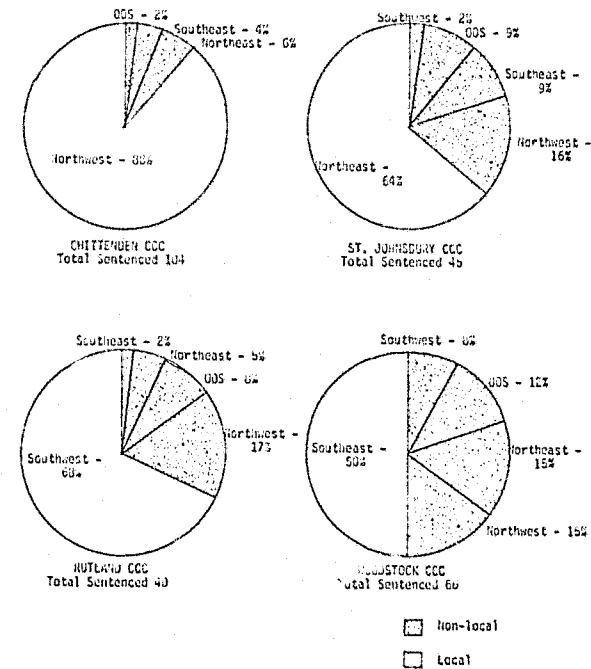 OOS - 2%
Southeast - 4%
Northeast - 6%
Northwest - 88%
CHITTENDEN CCC
Total Sentenced 104
Southwest - 2%
OOS - 9%
Southeast -
9%
Northwest -
16%
Northeast -
64%
ST. JOHNSBURY CCC
Total Sentenced 45
Southeast - 2%
Northeast - 5%
OOS - 8%
Northwest -
17%
Southwest -
68%
RUTLAND CCC
Total Sentenced 40
Southwest - 8%
OOS - 12%
Northeast -
15%
Northwest - 15%
Southeast -
50%
WOODSTOCK CCC
Total Sentenced
Non-local
Local